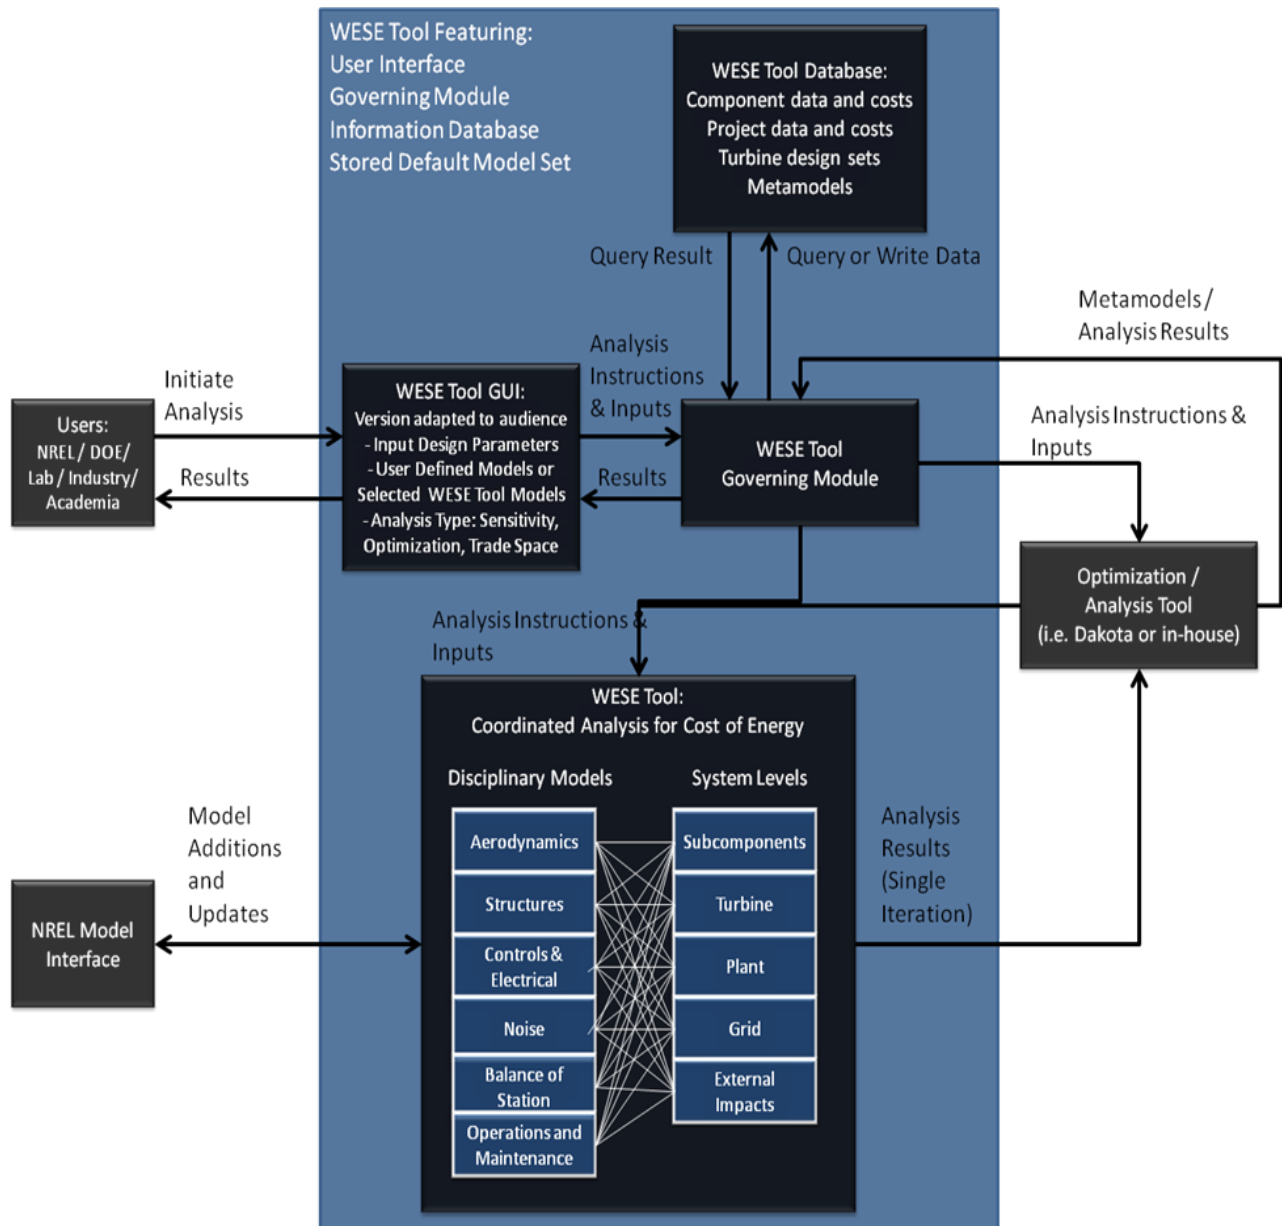 WESE Tool Featuring:
User Interface
Governing Module
Information Database
Stored Default Model Set
WESE Tool Database:
Component data and costs
Project data and costs
Turbine design sets
Metamodels
Query Result
Query or Write Data
Metamodels /
Analysis Results
Initiate
Analysis
Users:
NREL/ DOE/
Lab / Industry/
Academia
Results
WESE Tool GUI:
Version adapted to audience
- Input Design Parameters
- User Defined Models or
Selected WESE Tool Models
- Analysis Type: Sensitivity,
Optimization, Trade Space
Analysis
Instructions
& Inputs
Results
WESE Tool
Governing Module
Analysis Instructions &
Inputs
Optimization /
Analysis Tool
(i.e. Dakota or in-house)
Analysis Instructions &
Inputs
WESE Tool:
Coordinated Analysis for Cost of Energy
Disciplinary Models
Aerodynamics
Structures
Controls &
Electrical
Noise
Balance of
Station
Operations and
Maintenance
System Levels
Subcomponents
Turbine
Plant
Grid
External
Impacts
Analysis
Results
(Single
Iteration)
Model
Additions
and
Updates
NREL Model
Interface